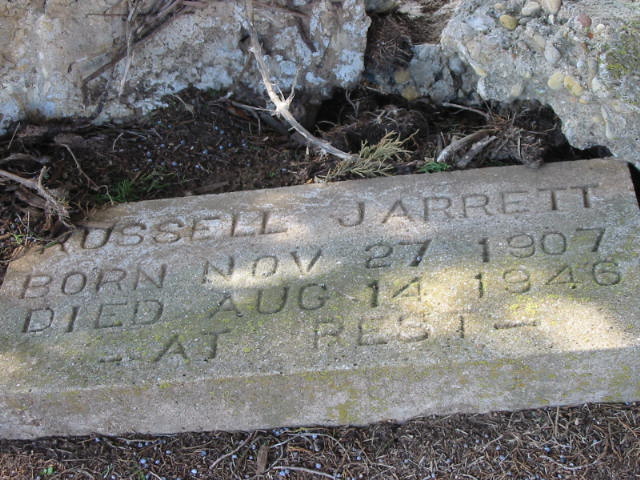 RUSSELL JARRETT
BORN NOV 27 1907
DIED AUG 14 1946
— AT REST —